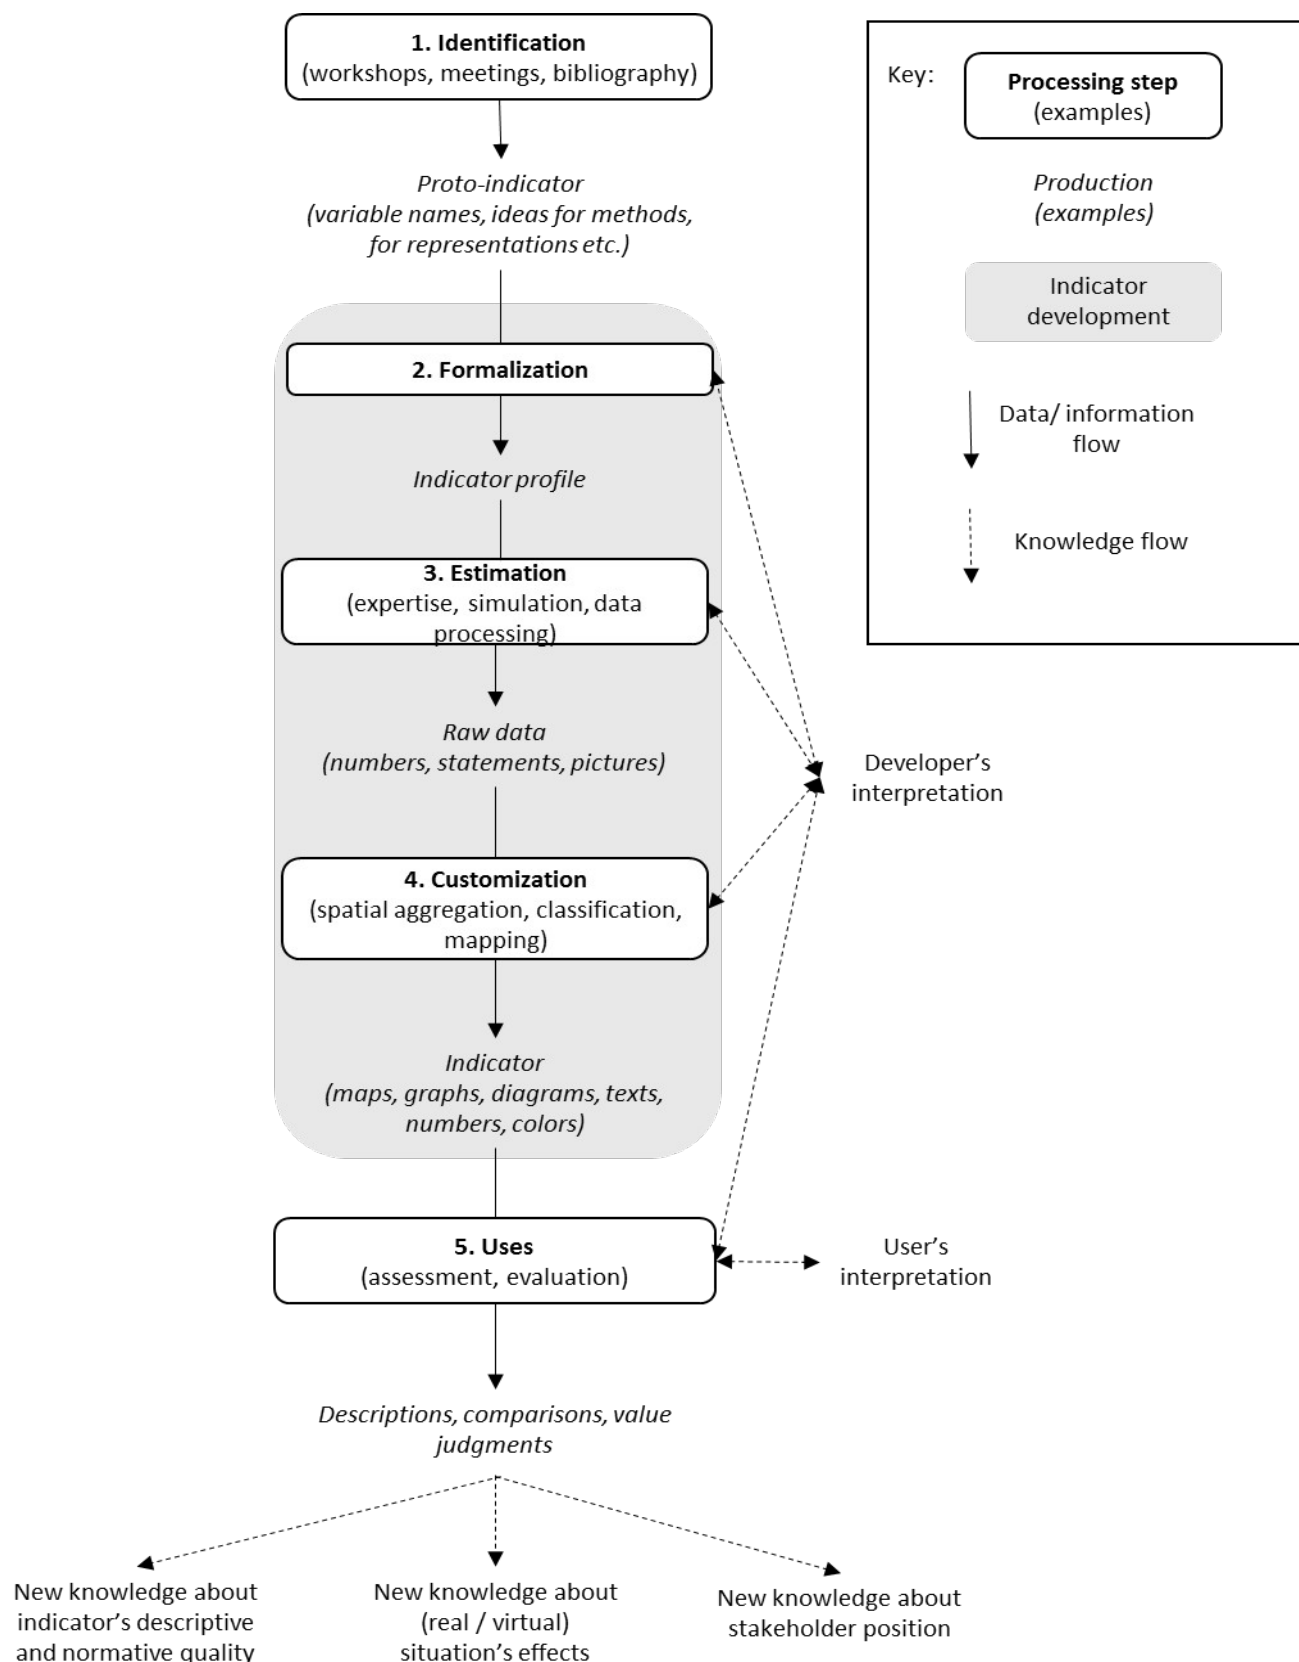 1. Identification
(workshops, meetings, bibliography)
Proto-indicator
(variable names, ideas for methods,
for representations etc.)
2. Formalization
Indicator profile
3. Estimation
(expertise, simulation, data
processing)
Raw data
(numbers, statements, pictures)
4. Customization
(spatial aggregation, classification,
mapping)
Indicator
(maps, graphs, diagrams, texts,
numbers, colors)
5. Uses
(assessment, evaluation)
Descriptions, comparisons, value
judgments
New knowledge about
indicator’s descriptive
and normative quality
New knowledge about
(real / virtual)
situation’s effects
New knowledge about
stakeholder position
Developer’s
interpretation
User’s
interpretation
Key:
Processing step
(examples)
Production
(examples)
Indicator
development
Data/ information
flow
Knowledge flow